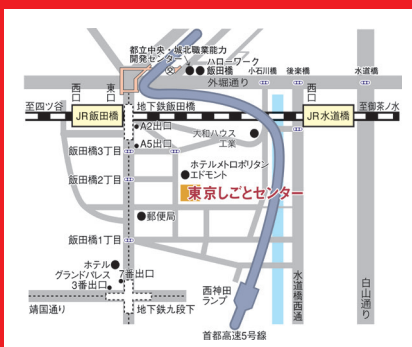 都立中央・城北職業能力
開発センター
ハローワーク
飯田橋
小石川橋
後楽橋
水道橋
外堀通り
西口
東口
西口
至四ツ谷
地下鉄飯田橋
至御茶ノ水
JR飯田橋
JR水道橋
A2出口
大和ハウス
工業
A5出口
飯田橋3丁目
ホテルメトロポリタン
エドモント
飯田橋2丁目
東京しごとセンター
郵便局
飯田橋1丁目
ホテル
グランドパレス
7番出口
3番出口
西神田
ランプ
水道橋西通り
白山通り
靖国通り
地下鉄九段下
首都高速5号線